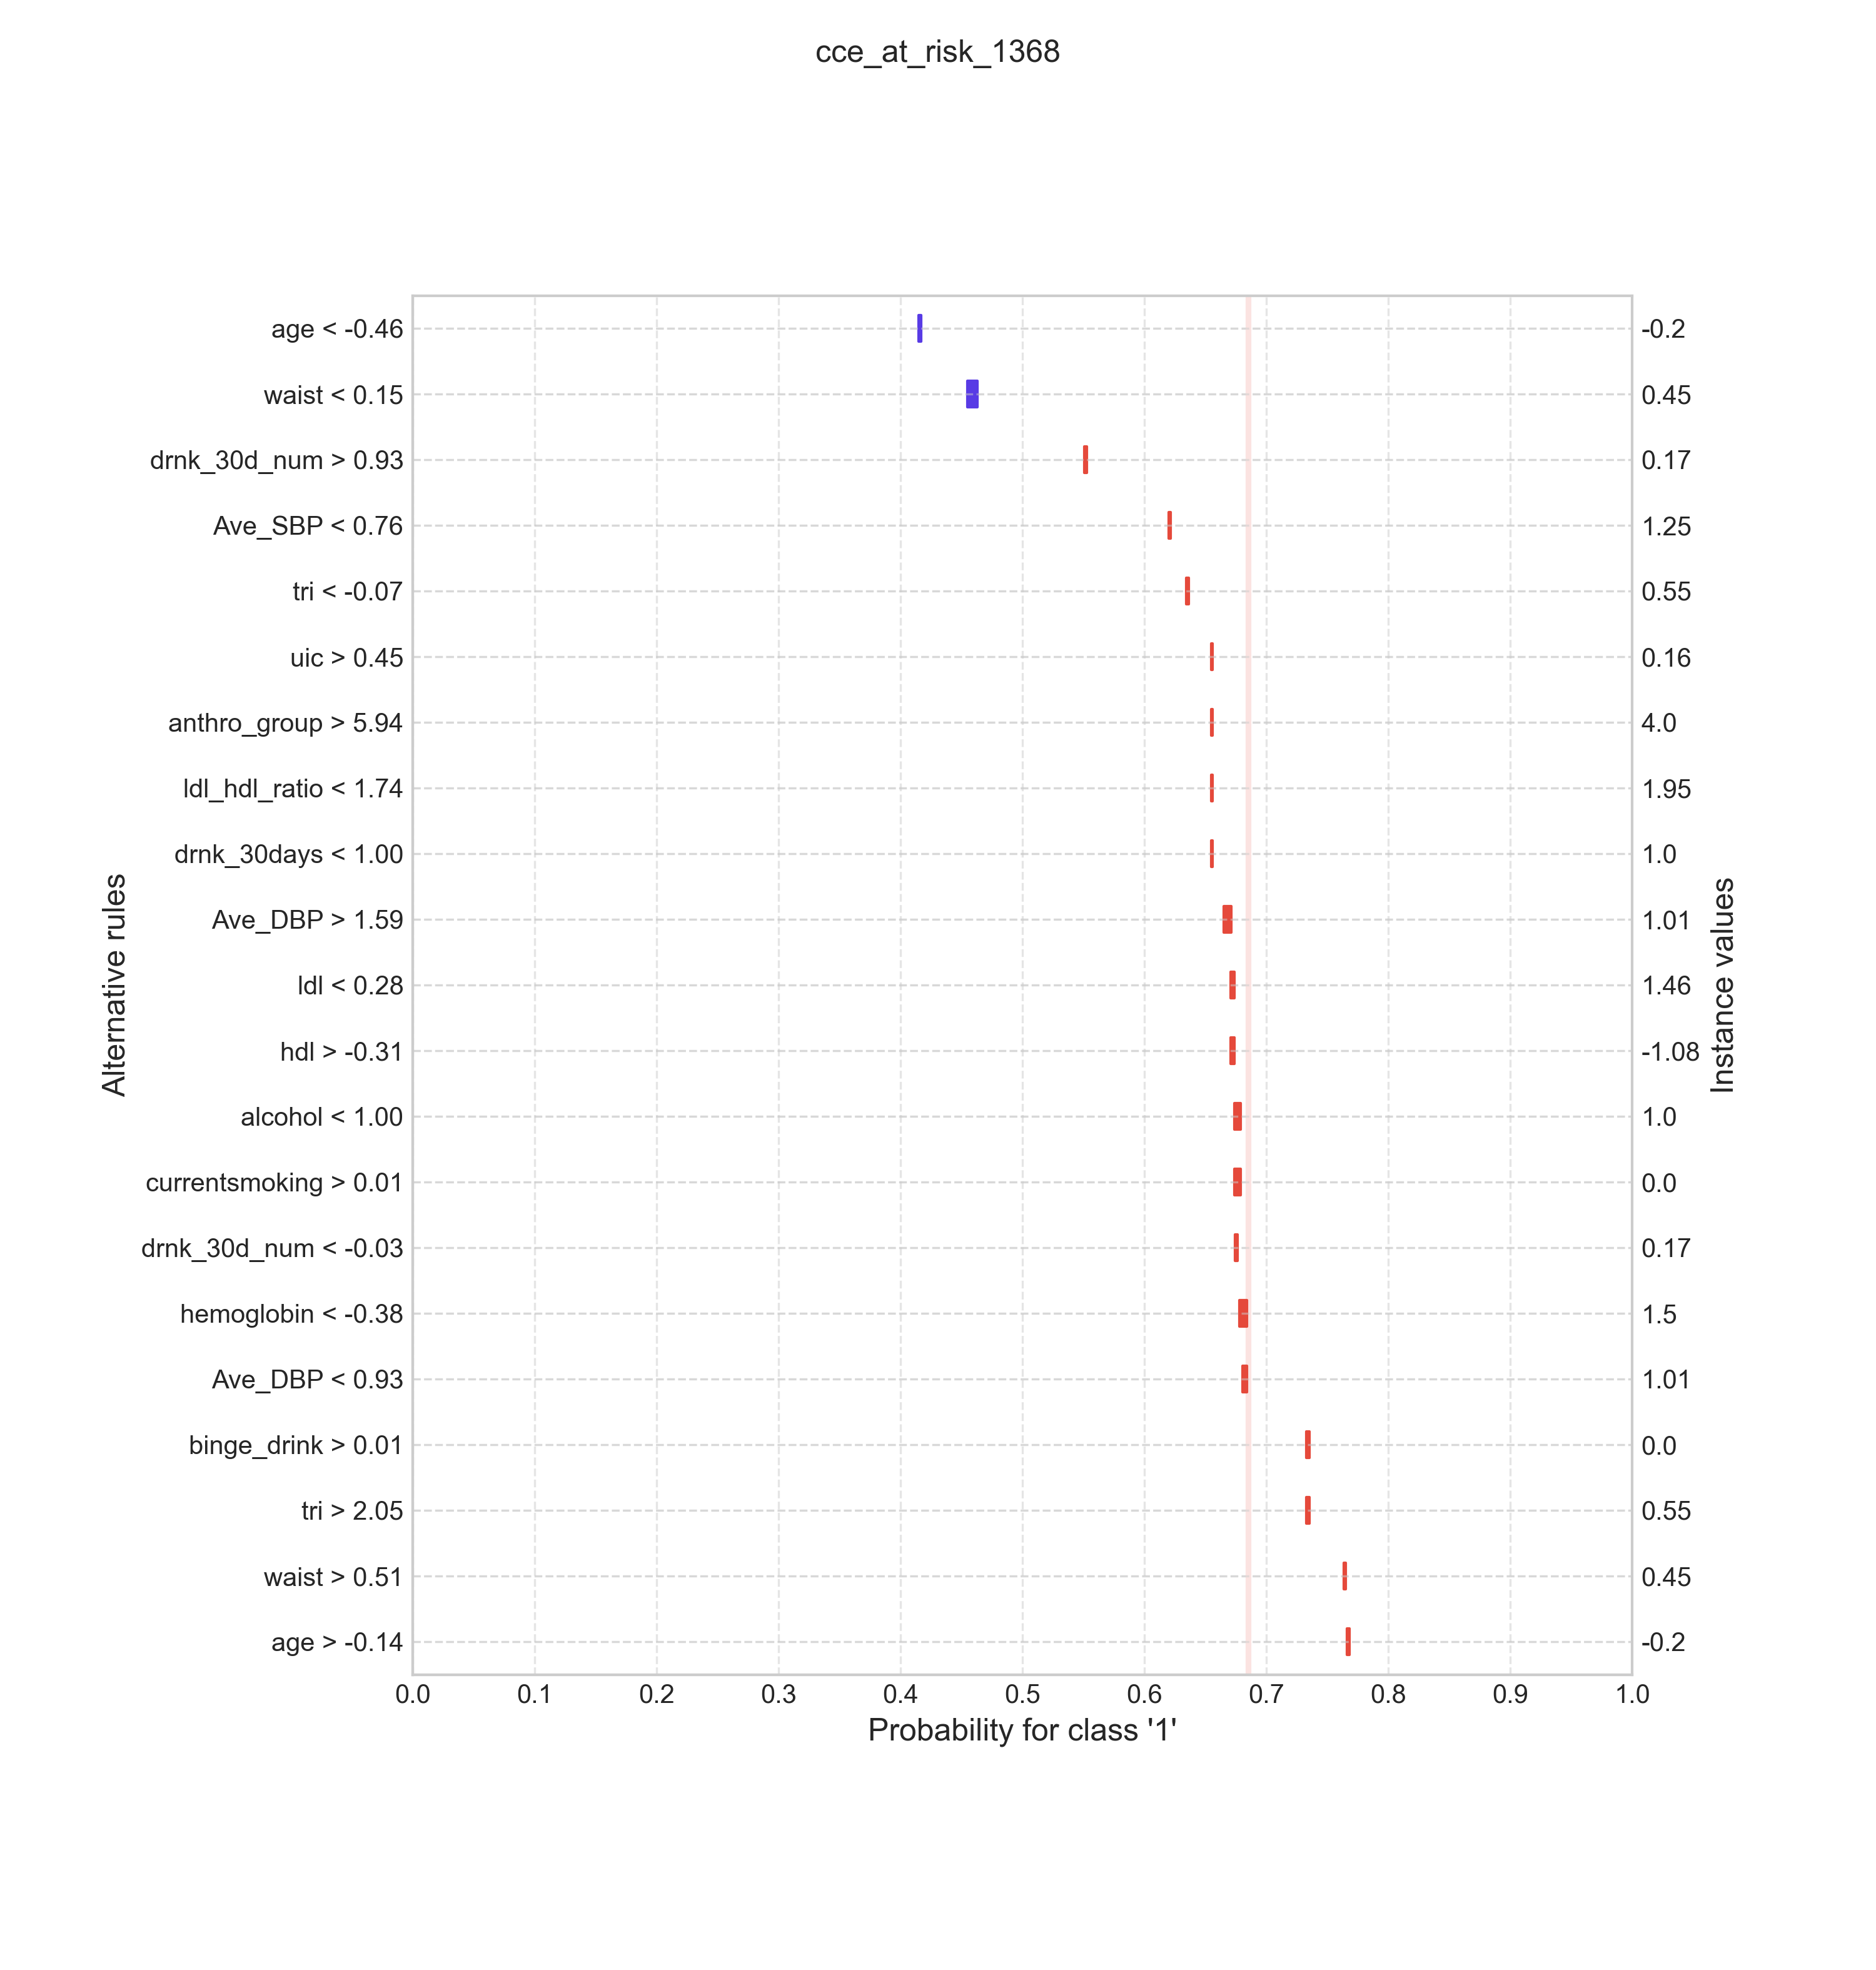 cce_at_risk_1368
age < -0.46 -0.2
waist < 0.15 0.45
drnk_30d_num > 0.93 0.17
Ave_SBP < 0.76 1.25
tri < -0.07 0.55
uic > 0.45 0.16
anthro_group > 5.94 4.0
ldl_hdl_ratio < 1.74 1.95
drnk_30days < 1.00 1.0
Ave_DBP > 1.59 1.01
ldl < 0.28 1.46
hdl > -0.31 -1.08
alcohol < 1.00 1.0
currentsmoking > 0.01 0.0
drnk_30d_num < -0.03 0.17
hemoglobin < -0.38 1.5
Ave_DBP < 0.93 1.01
binge_drink > 0.01 0.0
tri > 2.05 0.55
waist > 0.51 0.45
age > -0.14 -0.2
Alternative rules
Instance values
0.0 0.1 0.2 0.3 0.4 0.5 0.6 0.7 0.8 0.9 1.0
Probability for class '1'